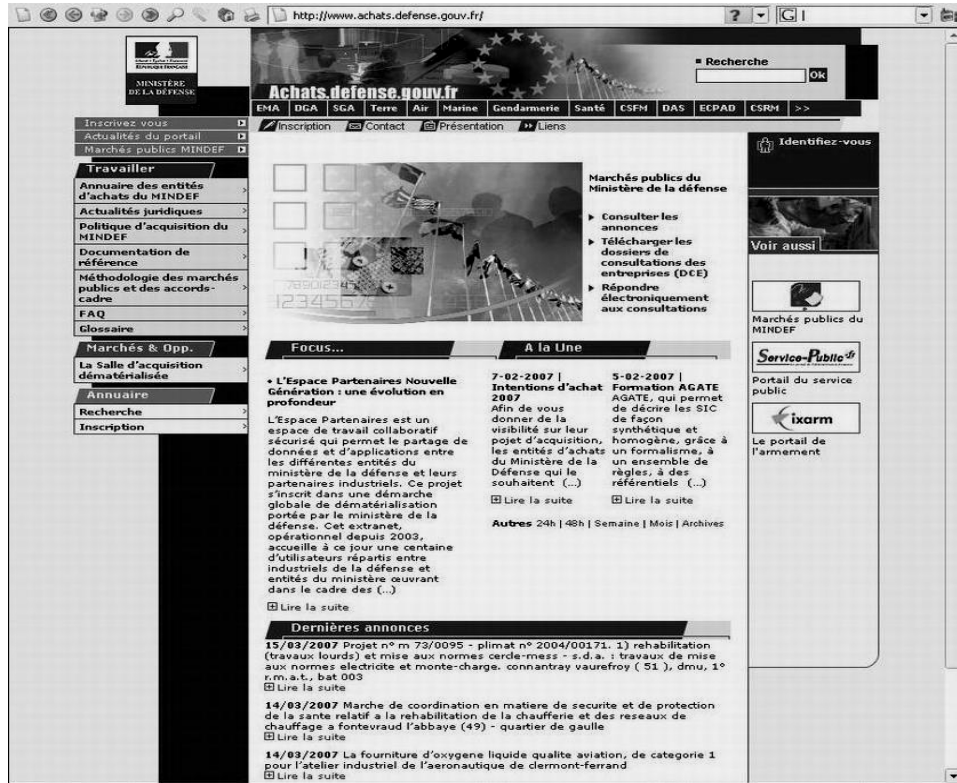 http://www.achats.defense.gouv.fr/
? G
MINISTÈRE
DE LA DÉFENSE
Achats.defense.gouv.fr
Recherche
Ok
EMA DGA SGA Terre Air Marine Gendarmerie Santé CSFM DAS ECPAD CSRM >>
Inscription Contact Présentation Liens
Inscrivez vous
Actualités du portail
Marchés publics MINDEF
Travailler
Annuaire des entités
d'achats du MINDEF
Actualités juridiques
Politique d'acquisition du
MINDEF
Documentation de
référence
Méthodologie des marchés
publics et des accords-
cadre
FAQ
Glossaire
Marchés & Opp.
La Salle d'acquisition
dématérialisée
Annuaire
Recherche
Inscription
Marchés publics du
Ministère de la défense
Consulter les
annonces
Télécharger les
dossiers de
consultations des
entreprises (DCE)
Répondre
électroniquement
aux consultations
Focus...
• L'Espace Partenaires Nouvelle
Génération : une évolution en
profondeur
L'Espace Partenaires est un
espace de travail collaboratif
sécurisé qui permet le partage de
données et d'applications entre
les différentes entités du
ministère de la défense et leurs
partenaires industriels. Ce projet
s'inscrit dans une démarche
globale de dématérialisation
portée par le ministère de la
défense. Cet extranet,
opérationnel depuis 2003,
accueille à ce jour une centaine
d'utilisateurs répartis entre
industriels de la défense et
entités du ministère œuvrant
dans le cadre des (...)
Lire la suite
A la Une
7-02-2007 |
Intentions d'achat
2007
Afin de vous
donner de la
visibilité sur leur
pojet d'acquisition,
les entités d'achats
du Ministère de la
Défense qui le
souhaitent (...)
Lire la suite
5-02-2007 |
Formation AGATE
AGATE, qui permet
de décrire les SIC
de façon
synthétique et
homogène, grâce à
un formalisme, à
un ensemble de
règles, à des
référentiels (...)
Lire la suite
Autres 24h | 48h | Semaine | Mois | Archives
Dernières annonces
15/03/2007 Projet n° m 73/0095 - plimat n° 2004/00171. 1) rehabilitation
(travaux lourds) et mise aux normes cercle-mess - s.d.a. : travaux de mise
aux normes electricite et monte-charge. connantray vaurefroy ( 51 ), dmu, 1°
r.m.a.t., bat 003
Lire la suite
14/03/2007 Marche de coordination en matiere de securite et de protection
de la sante relatif a la rehabilitation de la chaufferie et des reseaux de
chauffage a fontevraud l'abbaye (49) - quartier de gaulle
Lire la suite
14/03/2007 La fourniture d'oxygene liquide qualite aviation, de categorie 1
pour l'atelier industriel de l'aeronautique de clermont-ferrand
Lire la suite
Identifiez-vous
Voir aussi
Marchés publics du
MINDEF
Service-Public.fr
Portail du service
public
ixarm
Le portail de
l'armement